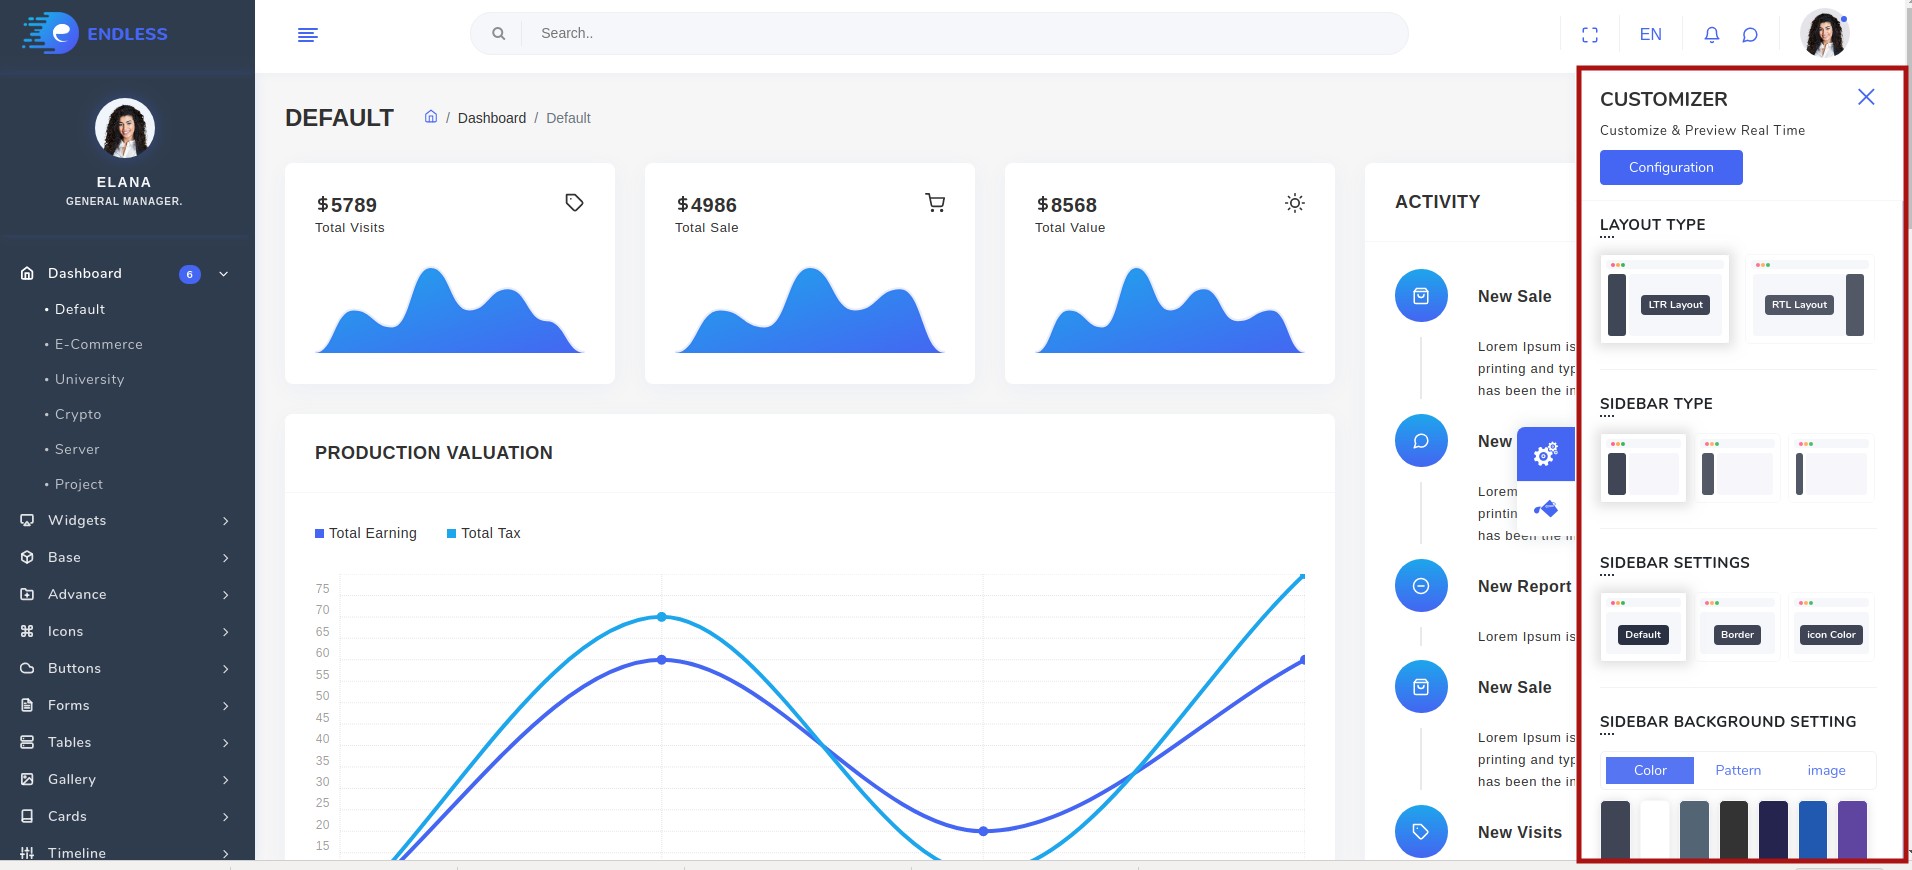 ENDLESS
Search..
EN
ELANA
GENERAL MANAGER.
Dashboard 6
• Default
• E-Commerce
• University
• Crypto
• Server
• Project
Widgets
Base
Advance
Icons
Buttons
Forms
Tables
Gallery
Cards
Timeline
DEFAULT
/ Dashboard / Default
$5789
Total Visits
$4986
Total Sale
$8568
Total Value
PRODUCTION VALUATION
Total Earning Total Tax
75
70
65
60
55
50
45
40
35
30
25
20
15
ACTIVITY
New Sale
Lorem Ipsum is
printing and typ
has been the in
New
Lorem
printin
has been the in
New Report
Lorem Ipsum is
New Sale
Lorem Ipsum is
printing and typ
has been the in
New Visits
CUSTOMIZER
Customize & Preview Real Time
Configuration
LAYOUT TYPE
LTR Layout RTL Layout
SIDEBAR TYPE
SIDEBAR SETTINGS
Default Border icon Color
SIDEBAR BACKGROUND SETTING
Color Pattern image